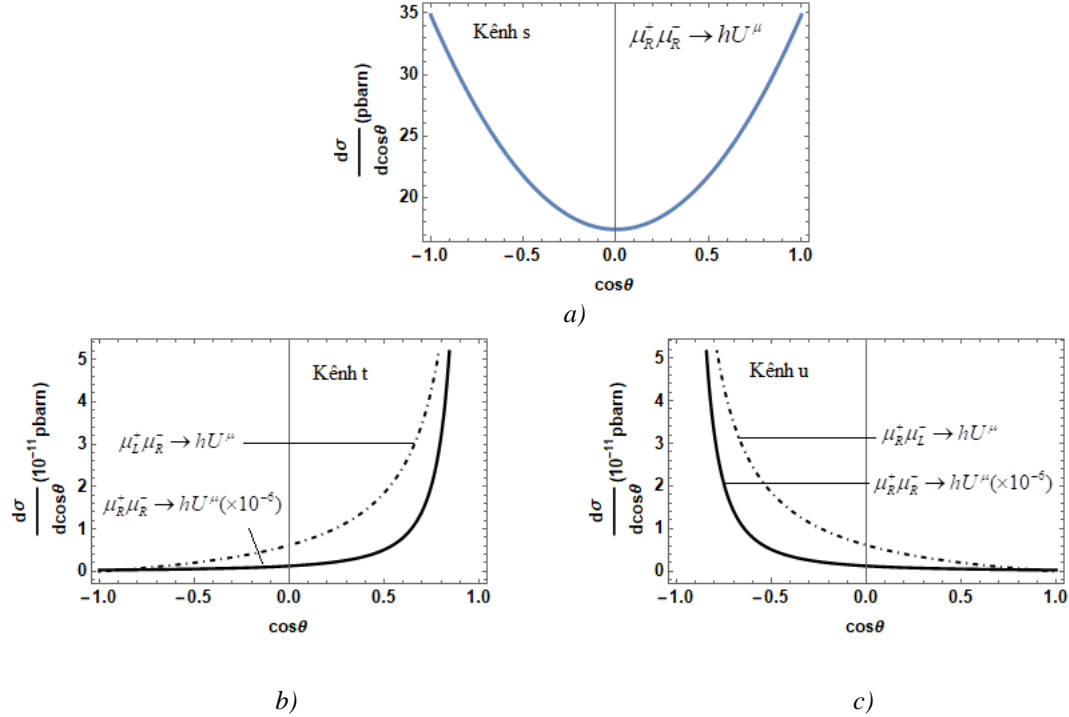 35
30
25
20
dσ
dcosθ
(pbarn)
Kênh s
μ_R^+ μ_R^- → hU^μ
−1.0 −0.5 0.0 0.5 1.0
cosθ
a)
5
4
3
2
1
0
dσ
dcosθ
(10^-11 pbarn)
Kênh t
μ_L^+ μ_R^- → hU^μ
μ_R^+ μ_R^- → hU^μ (×10^-6)
−1.0 −0.5 0.0 0.5 1.0
cosθ
b)
5
4
3
2
1
0
dσ
dcosθ
(10^-11 pbarn)
Kênh u
μ_R^+ μ_L^- → hU^μ
μ_R^+ μ_R^- → hU^μ (×10^-6)
−1.0 −0.5 0.0 0.5 1.0
cosθ
c)